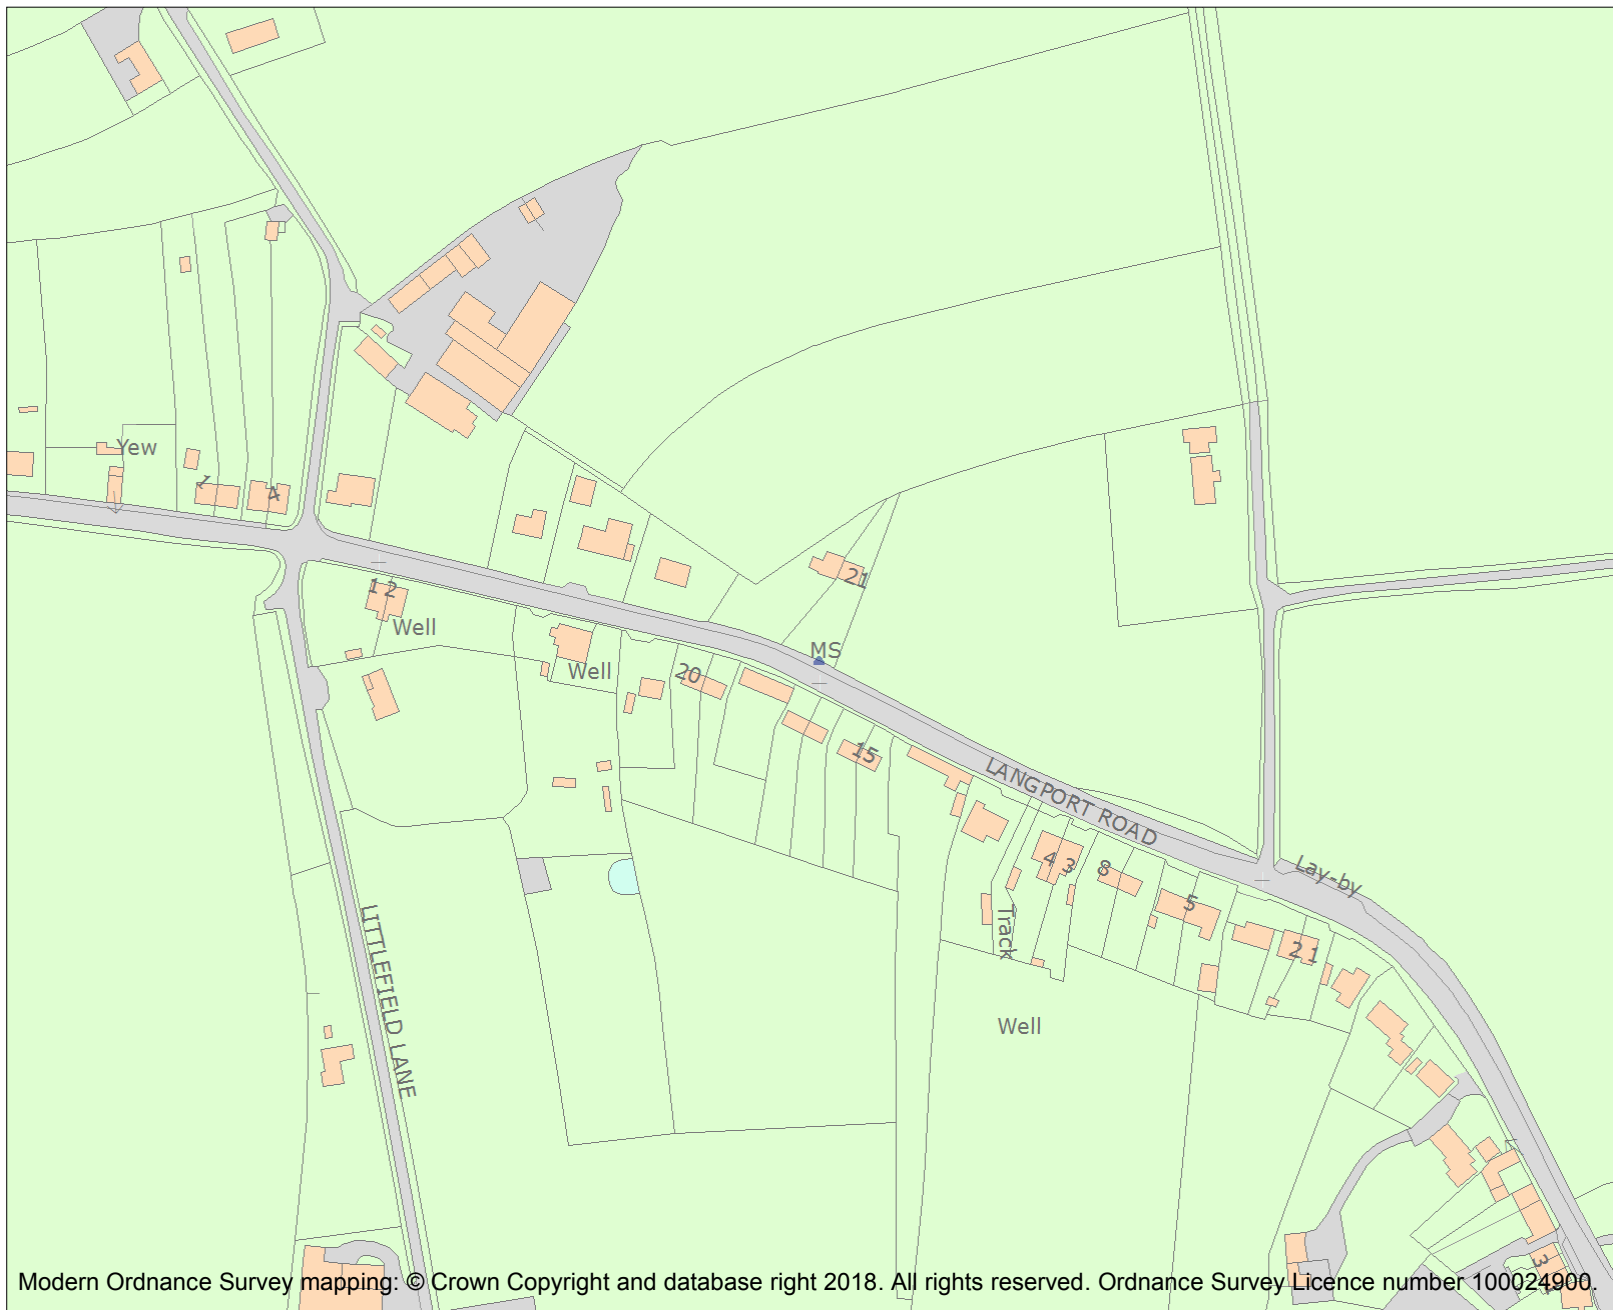 Yew
1
4
1 2
Well
Well
21
MS
20
15
LANGPORT ROAD
Lay-by
4 3
8
5
2 1
Track
LITTLEFIELD LANE
Well
3
Modern Ordnance Survey mapping: © Crown Copyright and database right 2018. All rights reserved. Ordnance Survey Licence number 100024900.